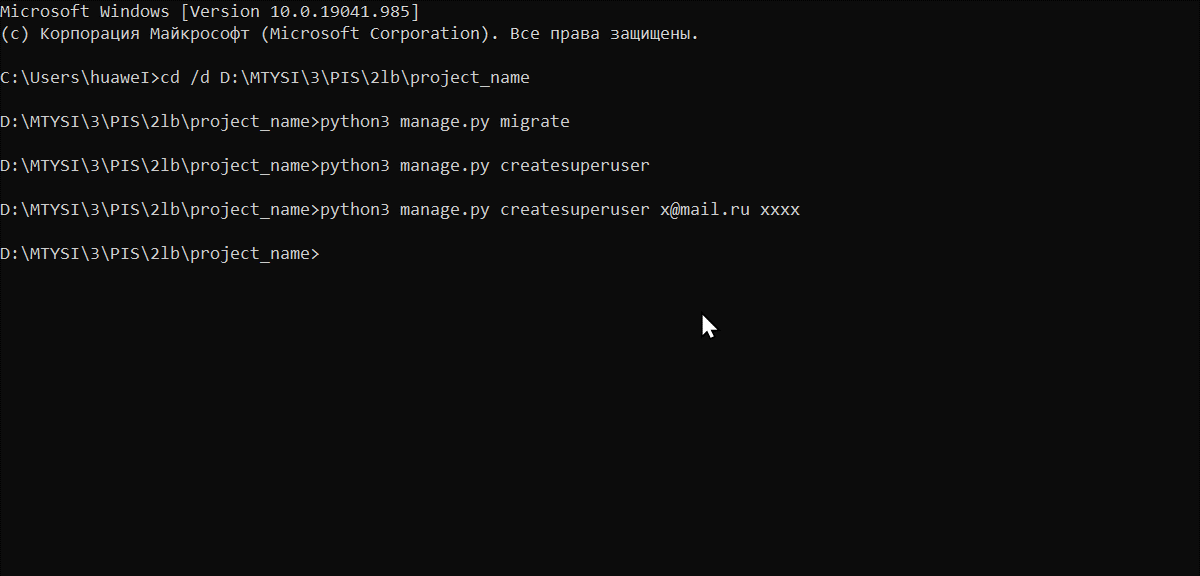 Microsoft Windows [Version 10.0.19041.985]
(c) Корпорация Майкрософт (Microsoft Corporation). Все права защищены.
C:\Users\huaweI>cd /d D:\MTYSI\3\PIS\2lb\project_name
D:\MTYSI\3\PIS\2lb\project_name>python3 manage.py migrate
D:\MTYSI\3\PIS\2lb\project_name>python3 manage.py createsuperuser
D:\MTYSI\3\PIS\2lb\project_name>python3 manage.py createsuperuser x@mail.ru xxxx
D:\MTYSI\3\PIS\2lb\project_name>